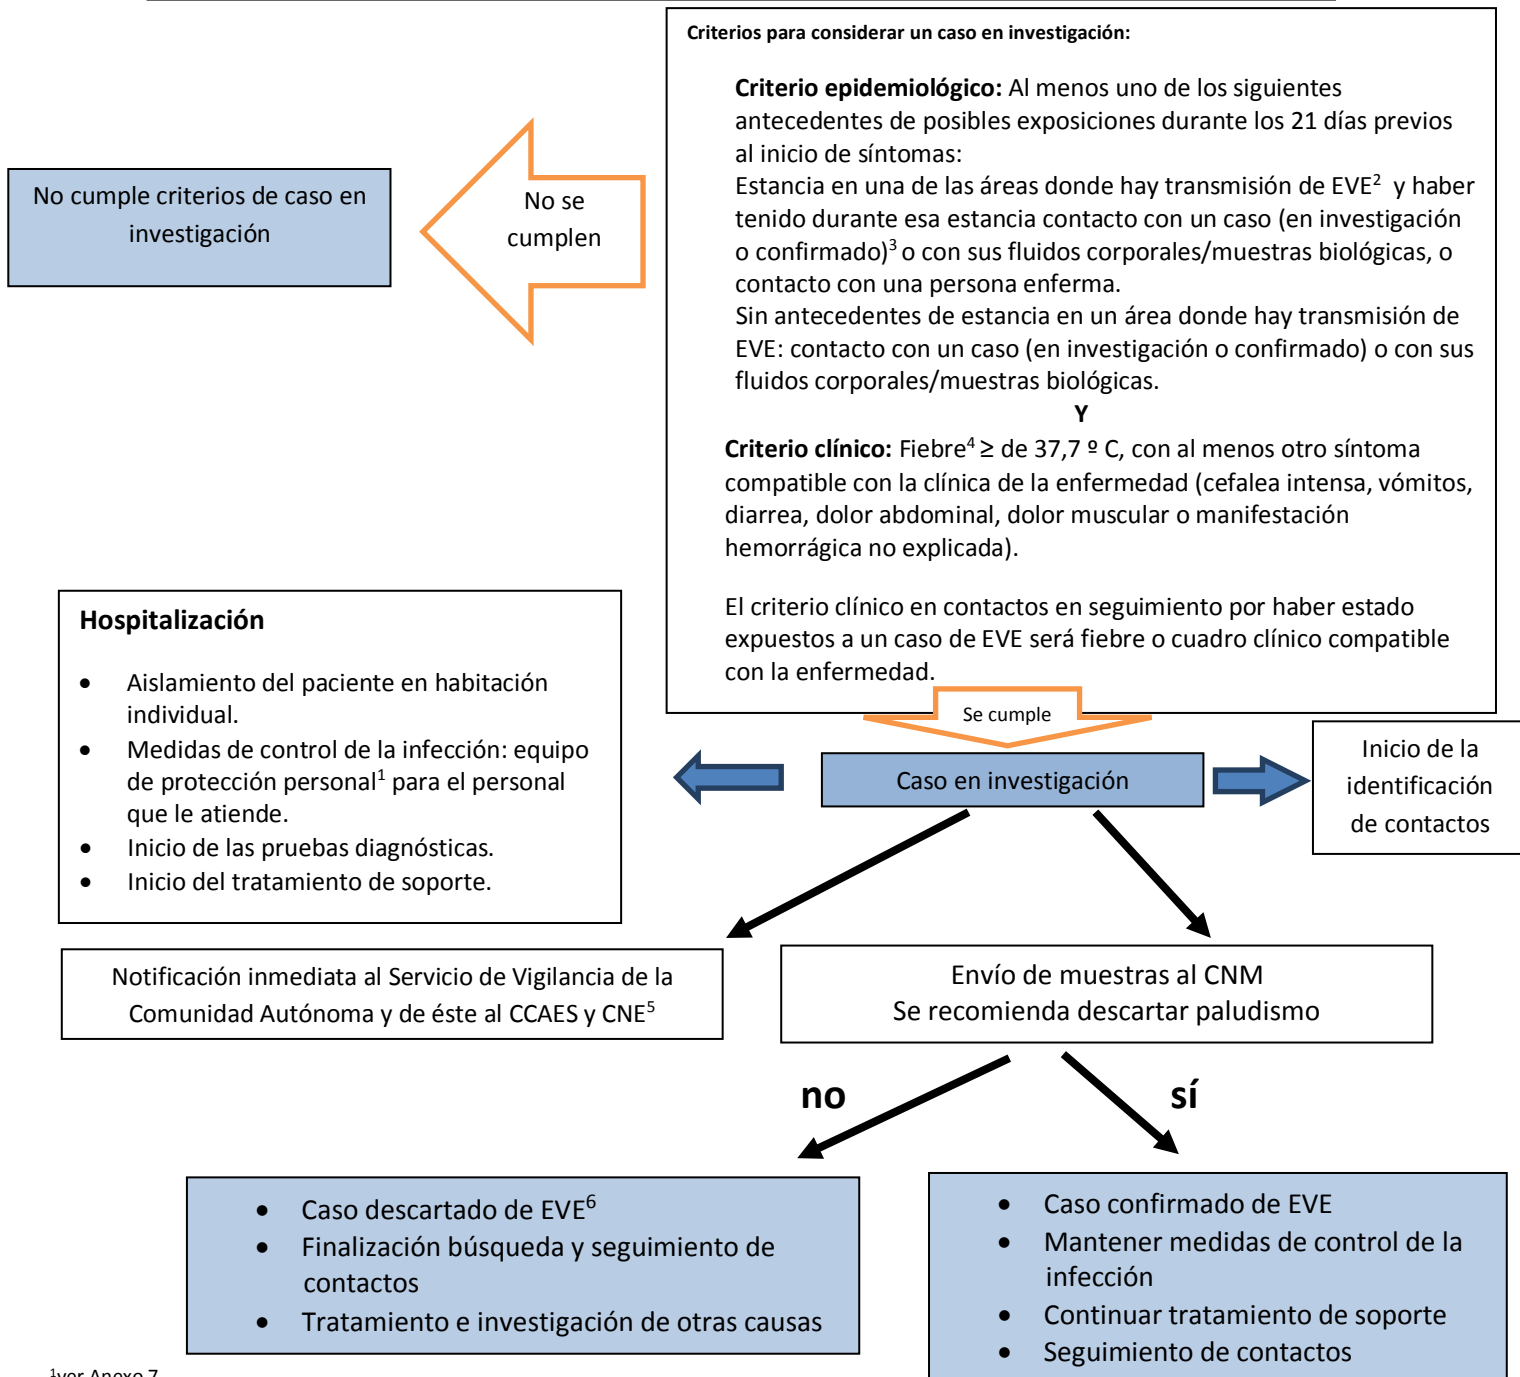 Criterios para considerar un caso en investigación:
Criterio epidemiológico: Al menos uno de los siguientes
antecedentes de posibles exposiciones durante los 21 días previos
al inicio de síntomas:
Estancia en una de las áreas donde hay transmisión de EVE² y haber
tenido durante esa estancia contacto con un caso (en investigación
o confirmado)³ o con sus fluidos corporales/muestras biológicas, o
contacto con una persona enferma.
Sin antecedentes de estancia en un área donde hay transmisión de
EVE: contacto con un caso (en investigación o confirmado) o con sus
fluidos corporales/muestras biológicas.
Y
Criterio clínico: Fiebre⁴ ≥ de 37,7 º C, con al menos otro síntoma
compatible con la clínica de la enfermedad (cefalea intensa, vómitos,
diarrea, dolor abdominal, dolor muscular o manifestación
hemorrágica no explicada).
El criterio clínico en contactos en seguimiento por haber estado
expuestos a un caso de EVE será fiebre o cuadro clínico compatible
con la enfermedad.
No se
cumplen
No cumple criterios de caso en
investigación
Se cumple
Caso en investigación
Inicio de la
identificación
de contactos
Hospitalización
• Aislamiento del paciente en habitación
individual.
• Medidas de control de la infección: equipo
de protección personal¹ para el personal
que le atiende.
• Inicio de las pruebas diagnósticas.
• Inicio del tratamiento de soporte.
Notificación inmediata al Servicio de Vigilancia de la
Comunidad Autónoma y de éste al CCAES y CNE⁵
Envío de muestras al CNM
Se recomienda descartar paludismo
no
sí
• Caso descartado de EVE⁶
• Finalización búsqueda y seguimiento de
contactos
• Tratamiento e investigación de otras causas
• Caso confirmado de EVE
• Mantener medidas de control de la
infección
• Continuar tratamiento de soporte
• Seguimiento de contactos
¹ver Anexo 7